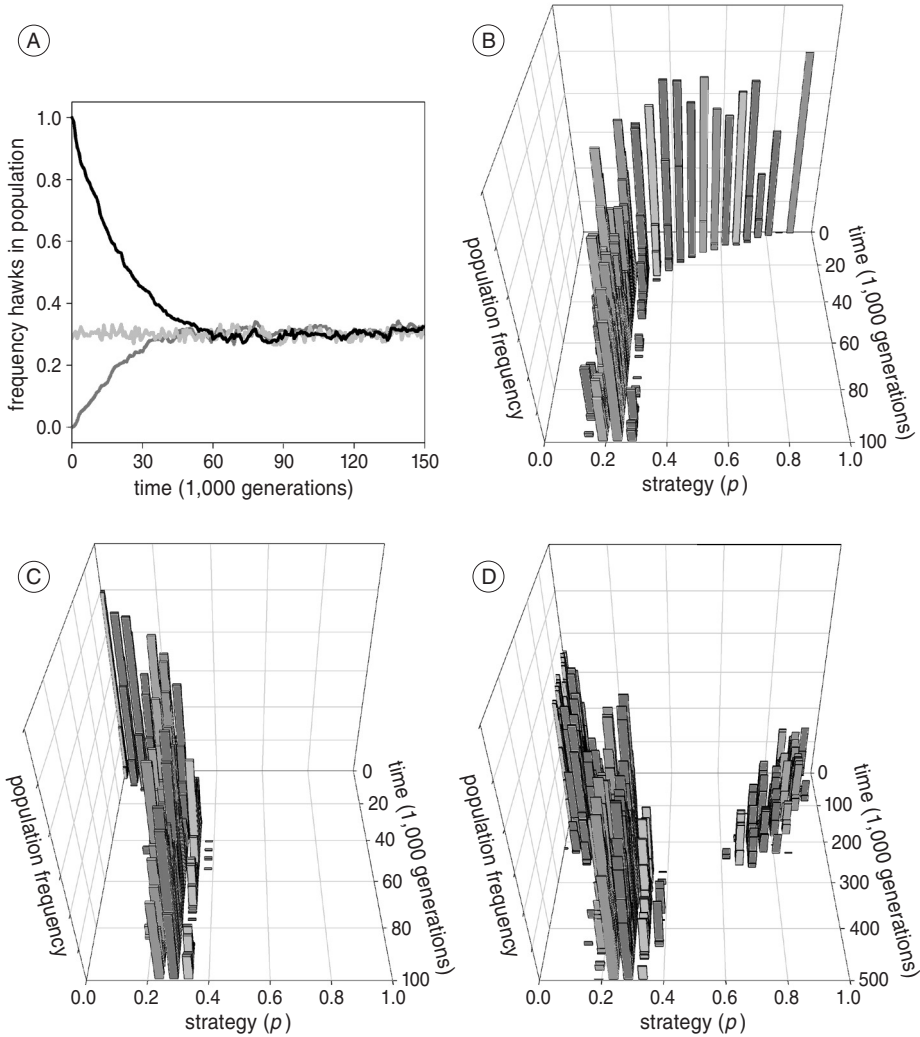 A
frequency hawks in population
1.0
0.8
0.6
0.4
0.2
0.0
0 30 60 90 120 150
time (1,000 generations)
B
population frequency
time (1,000 generations)
0
20
40
60
80
100
0.0 0.2 0.4 0.6 0.8 1.0
strategy (p)
C
population frequency
time (1,000 generations)
0
20
40
60
80
100
0.0 0.2 0.4 0.6 0.8 1.0
strategy (p)
D
population frequency
time (1,000 generations)
0
100
200
300
400
500
0.0 0.2 0.4 0.6 0.8 1.0
strategy (p)